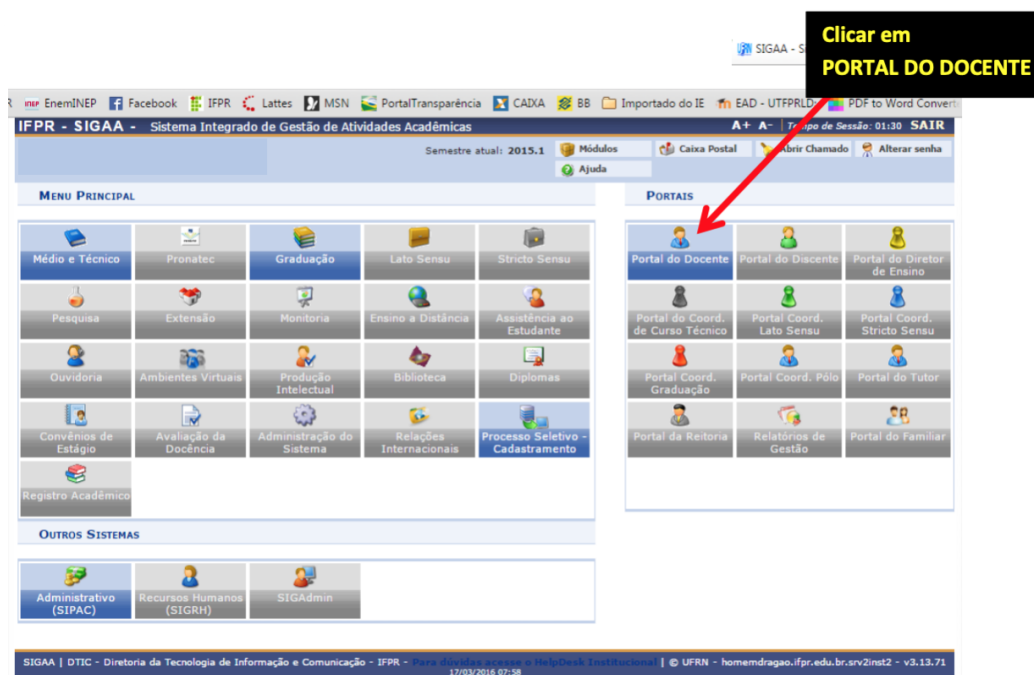 Clicar em
PORTAL DO DOCENTE
SIGAA - S
R EnemINEP Facebook IFPR Lattes MSN PortalTransparência CAIXA BB Importado do IE EAD - UTFPRLD: PDF to Word Convert
IFPR - SIGAA - Sistema Integrado de Gestão de Atividades Acadêmicas A+ A- | Tempo de Sessão: 01:30 SAIR
Semestre atual: 2015.1 Módulos Caixa Postal Abrir Chamado Alterar senha
Ajuda
MENU PRINCIPAL
Médio e Técnico Pronatec Graduação Lato Sensu Stricto Sensu
Pesquisa Extensão Monitoria Ensino a Distância Assistência ao
Estudante
Ouvidoria Ambientes Virtuais Produção
Intelectual Biblioteca Diplomas
Convênios de
Estágio Avaliação da
Docência Administração do
Sistema Relações
Internacionais Processo Seletivo -
Cadastramento
Registro Acadêmico
PORTAIS
Portal do Docente Portal do Discente Portal do Diretor
de Ensino
Portal do Coord.
de Curso Técnico Portal Coord.
Lato Sensu Portal Coord.
Stricto Sensu
Portal Coord.
Graduação Portal Coord. Pólo Portal do Tutor
Portal da Reitoria Relatórios de
Gestão Portal do Familiar
OUTROS SISTEMAS
Administrativo
(SIPAC) Recursos Humanos
(SIGRH) SIGAdmin
SIGAA | DTIC - Diretoria da Tecnologia de Informação e Comunicação - IFPR - Para dúvidas acesse o HelpDesk Institucional | © UFRN - homemdragao.ifpr.edu.br.srv2inst2 - v3.13.71
17/03/2016 07:58